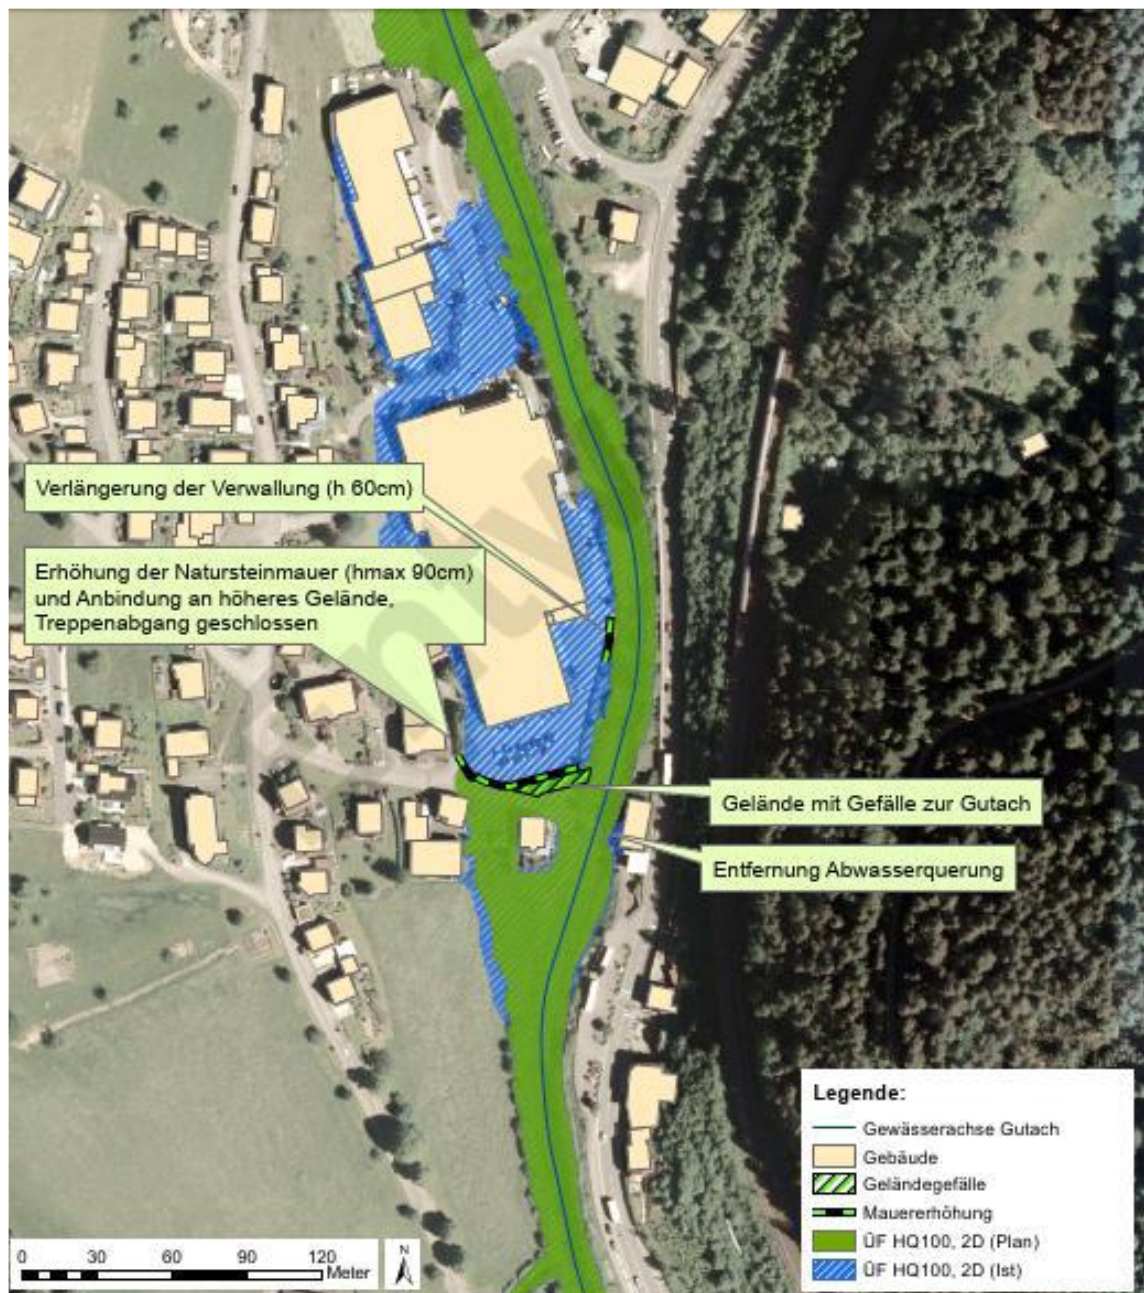 Verlängerung der Verwallung (h 60cm)
Erhöhung der Natursteinmauer (hmax 90cm)
und Anbindung an höheres Gelände,
Treppenabgang geschlossen
Gelände mit Gefälle zur Gutach
Entfernung Abwasserquerung
Legende:
Gewässerachse Gutach
Gebäude
Geländegefälle
Mauererhöhung
ÜF HQ100, 2D (Plan)
ÜF HQ100, 2D (Ist)
0 30 60 90 120
Meter
N